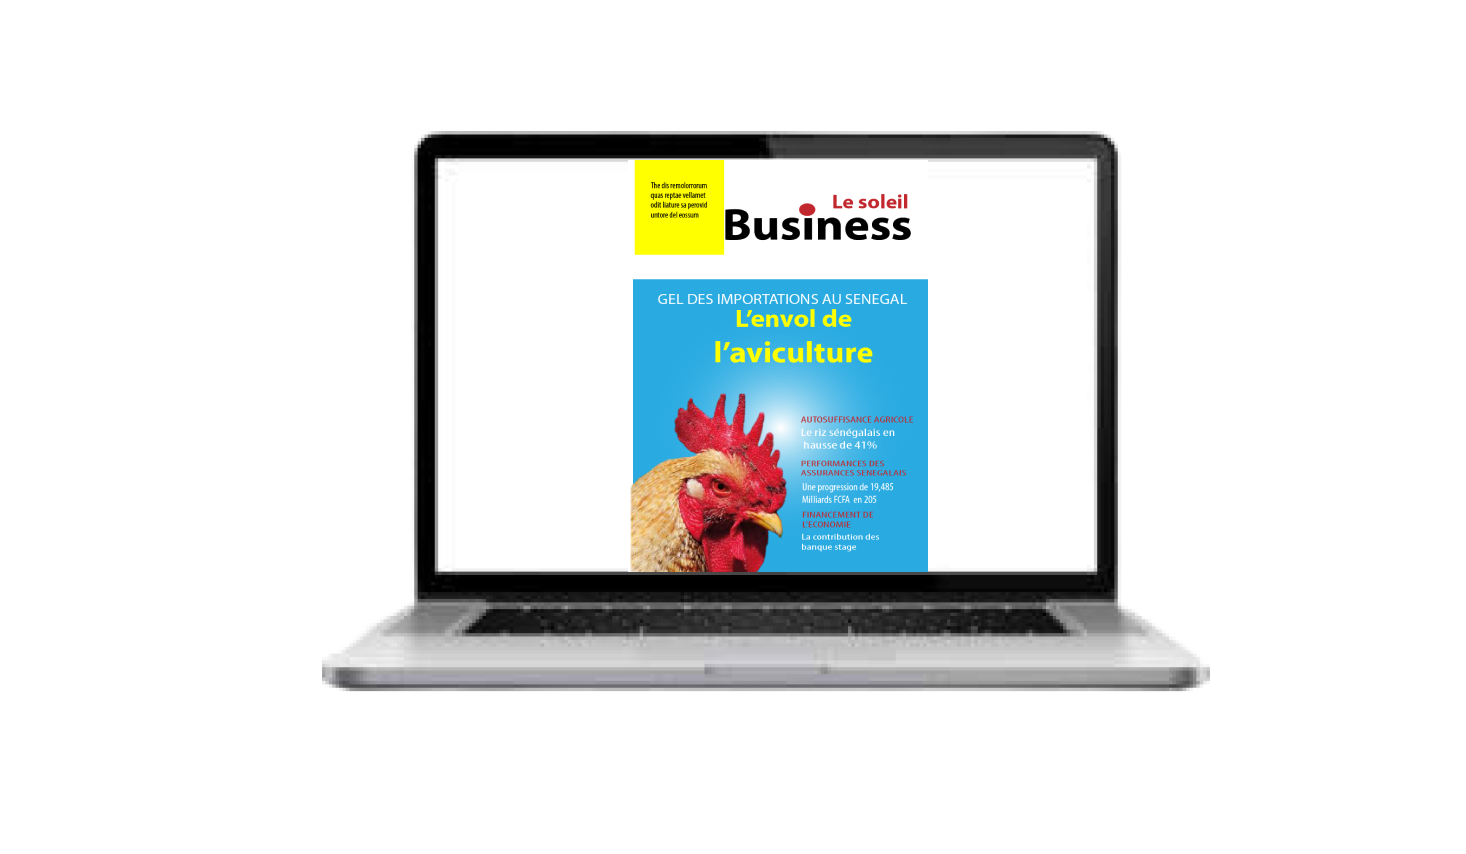 The dis remolorrorum
quas reptae vellamet
odit liature sa perovid
untore del eossum
Le soleil
Business
GEL DES IMPORTATIONS AU SENEGAL
L’envol de
l’aviculture
AUTOSUFFISANCE AGRICOLE
Le riz sénégalais en
hausse de 41%
PERFORMANCES DES
ASSURANCES SENEGALAIS
Une progression de 19,485
Milliards FCFA en 205
FINANCEMENT DE
L’ECONOMIE
La contribution des
banque stage